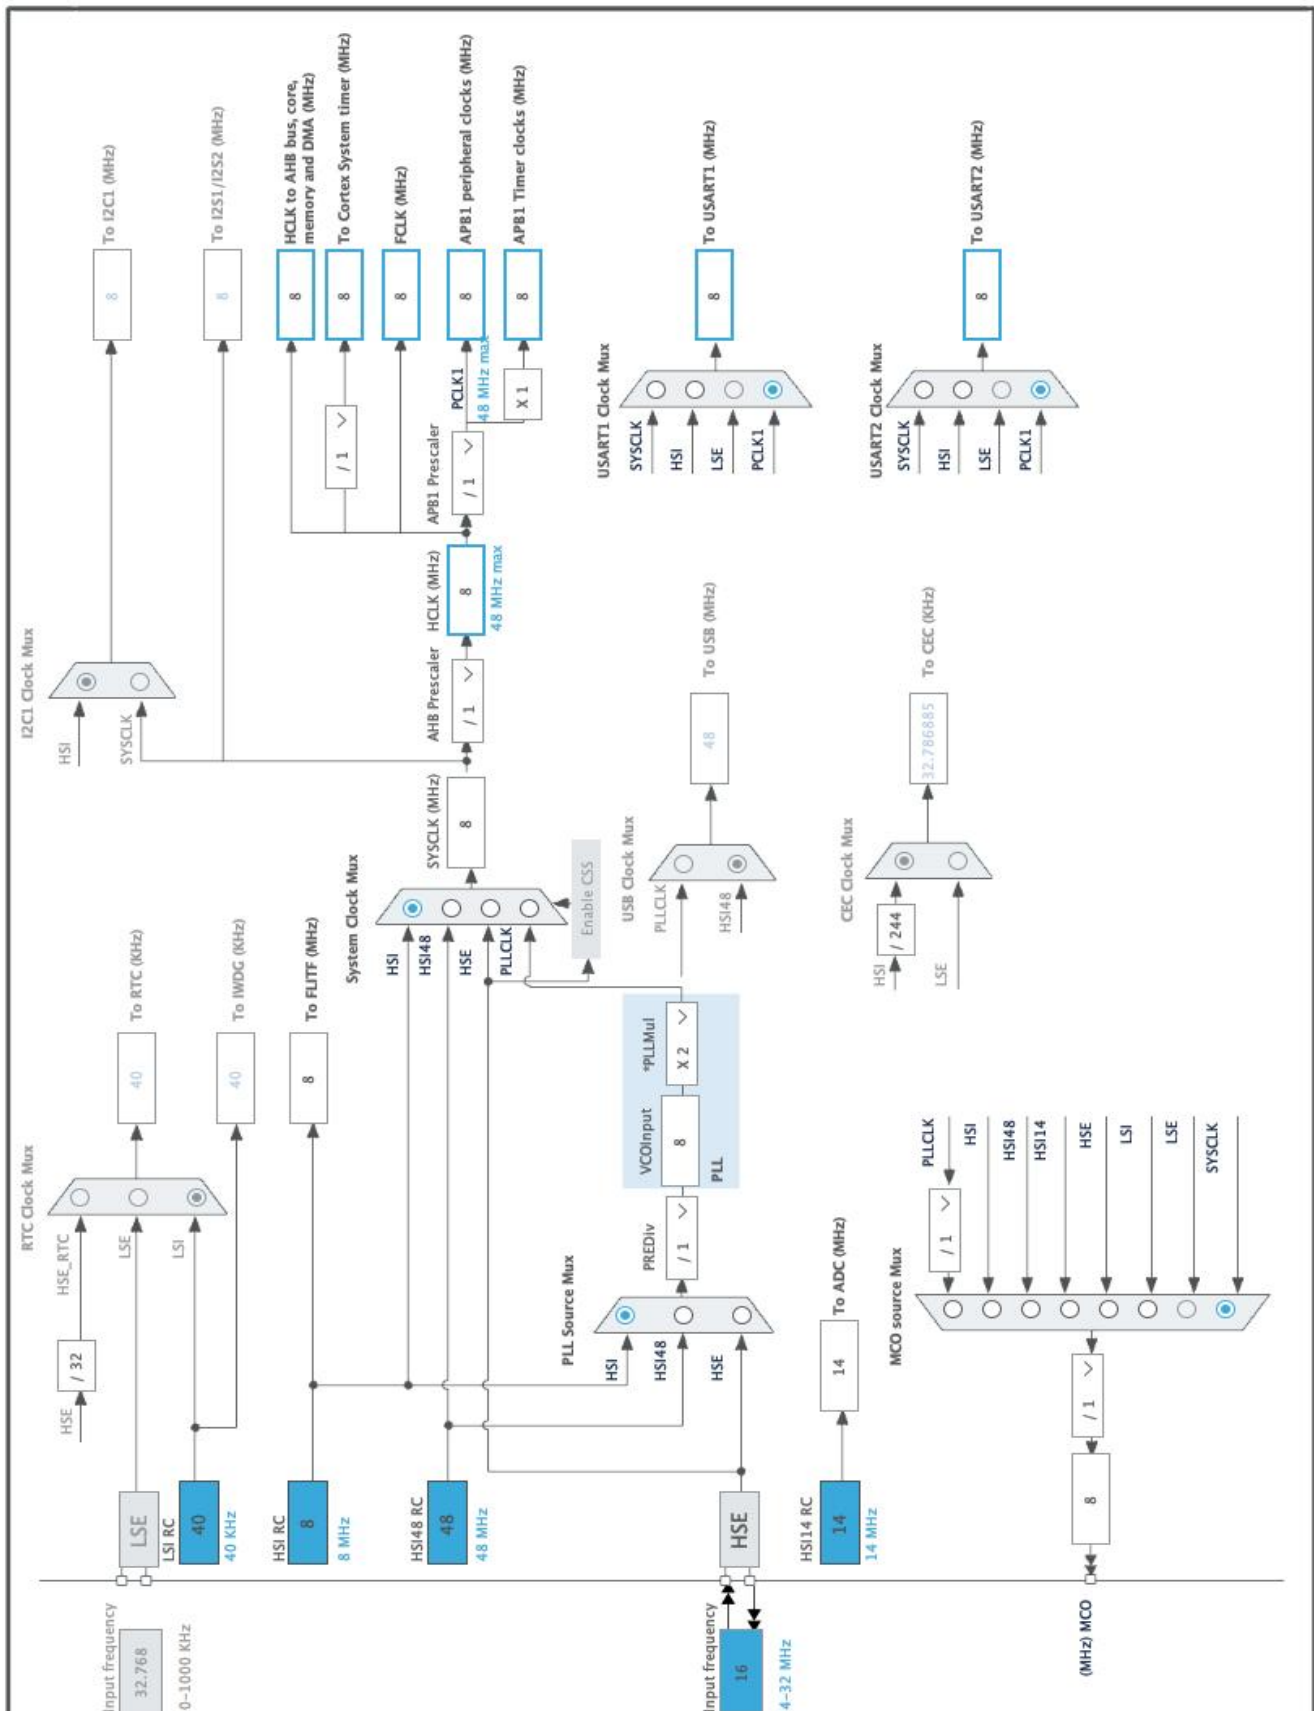 RTC Clock Mux
HSE
/ 32
HSE_RTC
LSE
LSI
40
To RTC (KHz)
40
To IWDG (KHz)
I2C1 Clock Mux
HSI
SYSCLK
8
To I2C1 (MHz)
8
To I2S1/I2S2 (MHz)
Input frequency
32.768
0-1000 KHz
LSE
LSI RC
40
40 KHz
HSI RC
8
8 MHz
8
To FLITF (MHz)
HSI48 RC
48
48 MHz
System Clock Mux
HSI
HSI48
HSE
PLLCLK
Enable CSS
SYSCLK (MHz)
8
AHB Prescaler
/ 1
HCLK (MHz)
8
48 MHz max
APB1 Prescaler
/ 1
PCLK1
48 MHz max
/ 1
X 1
8
HCLK to AHB bus, core,
memory and DMA (MHz)
8
To Cortex System timer (MHz)
8
FCLK (MHz)
8
APB1 peripheral clocks (MHz)
8
APB1 Timer clocks (MHz)
PLL Source Mux
HSI
HSI48
HSE
PREDiv
/ 1
VCOInput
8
*PLLMul
X 2
PLL
USB Clock Mux
PLLCLK
HSI48
48
To USB (MHz)
USART1 Clock Mux
SYSCLK
HSI
LSE
PCLK1
8
To USART1 (MHz)
Input frequency
16
4-32 MHz
HSE
HSI14 RC
14
14 MHz
14
To ADC (MHz)
CEC Clock Mux
HSI
/ 244
LSE
32.786885
To CEC (KHz)
USART2 Clock Mux
SYSCLK
HSI
LSE
PCLK1
8
To USART2 (MHz)
MCO source Mux
PLLCLK
/ 1
HSI
HSI48
HSI14
HSE
LSI
LSE
SYSCLK
/ 1
8
(MHz) MCO